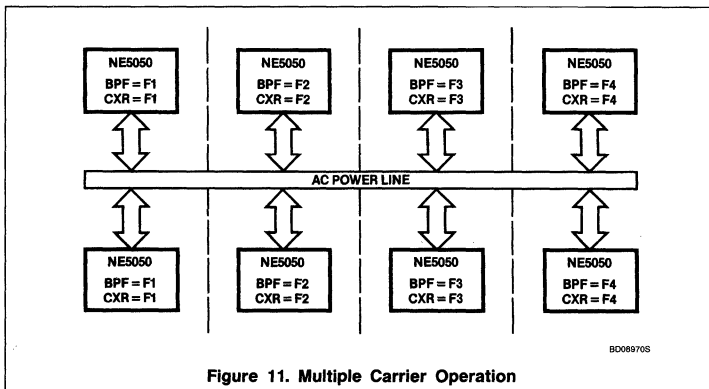 NE5050
BPF = F1
CXR = F1
NE5050
BPF = F2
CXR = F2
NE5050
BPF = F3
CXR = F3
NE5050
BPF = F4
CXR = F4
AC POWER LINE
NE5050
BPF = F1
CXR = F1
NE5050
BPF = F2
CXR = F2
NE5050
BPF = F3
CXR = F3
NE5050
BPF = F4
CXR = F4
BD08970S
Figure 11. Multiple Carrier Operation